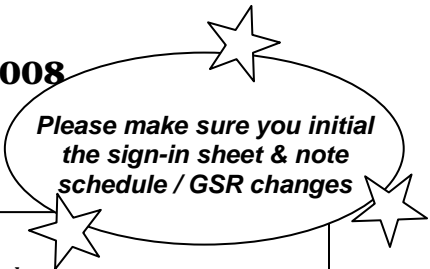 008
Please make sure you initial
the sign-in sheet & note
schedule / GSR changes